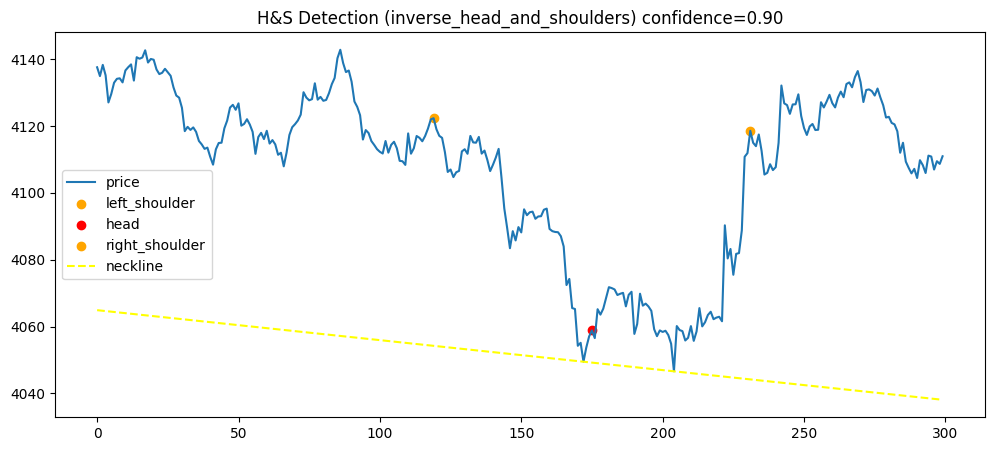 H&S Detection (inverse_head_and_shoulders) confidence=0.90
4140
4120
4100
4080
4060
4040
price
left_shoulder
head
right_shoulder
neckline
0
50
100
150
200
250
300